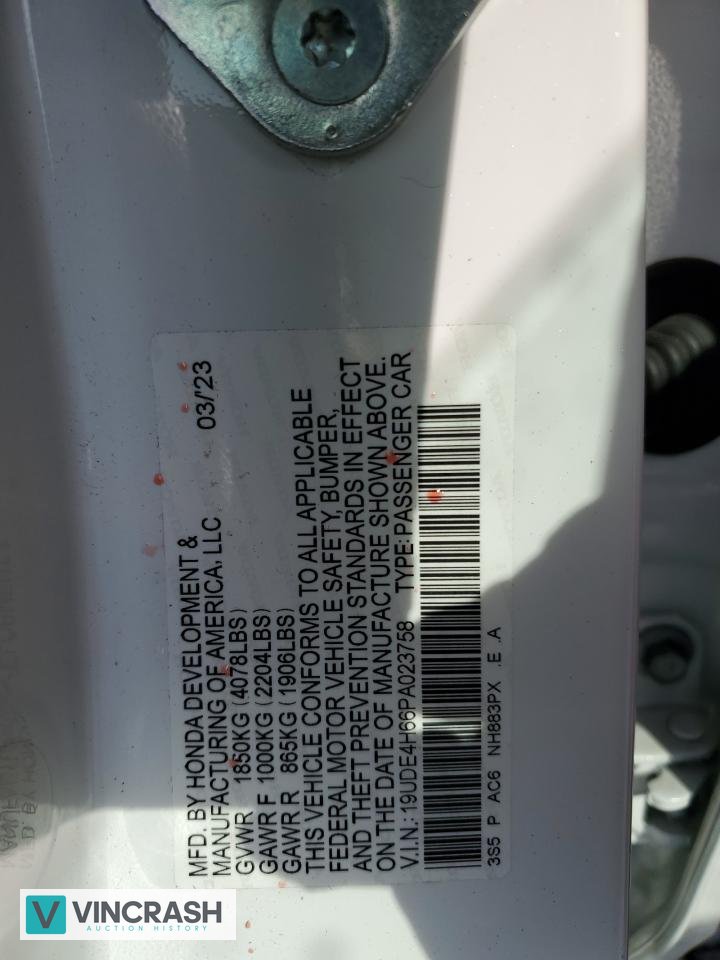 MFD. BY HONDA DEVELOPMENT &
MANUFACTURING OF AMERICA, LLC 03/'23
GVWR 1850KG (4078LBS)
GAWR F 1000KG (2204LBS)
GAWR R 865KG (1906LBS)
THIS VEHICLE CONFORMS TO ALL APPLICABLE
FEDERAL MOTOR VEHICLE SAFETY, BUMPER,
AND THEFT PREVENTION STANDARDS IN EFFECT
ON THE DATE OF MANUFACTURE SHOWN ABOVE.
V.I.N.: 19UDE4H66PA023758 TYPE: PASSENGER CAR
3S5 P AC6 NH883PX .E .A
V VINCRASH
AUCTION HISTORY